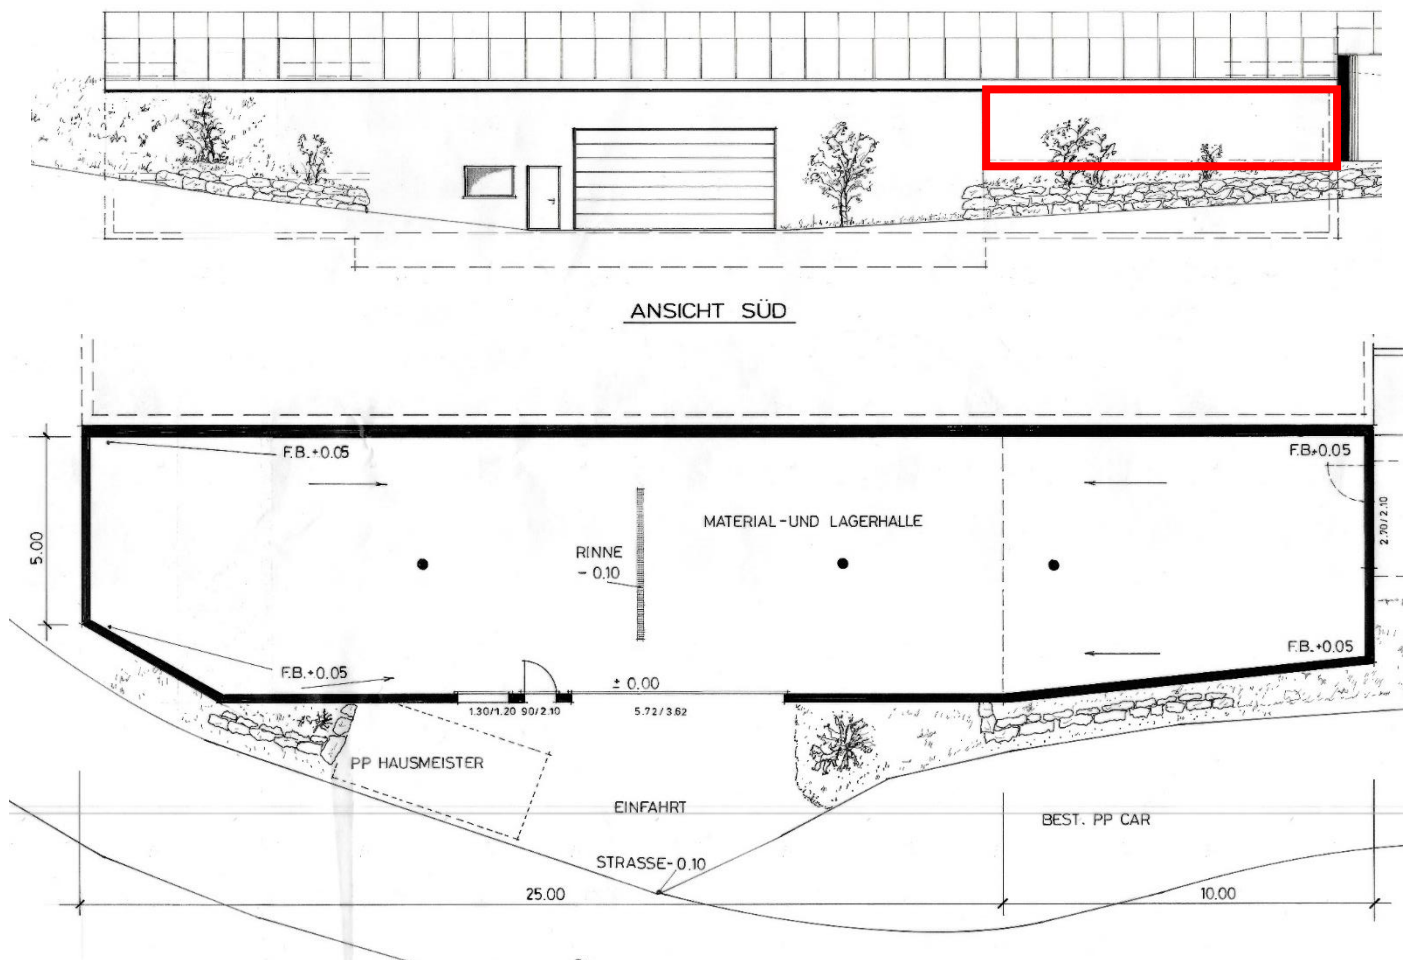 ANSICHT SÜD
F.B.+0.05
F.B+0.05
5.00
MATERIAL-UND LAGERHALLE
RINNE
- 0.10
2.70/2.10
F.B.+0.05
F.B.+0.05
± 0.00
1.30/1.20 90/2.10 5.72/3.62
PP HAUSMEISTER
EINFAHRT
BEST. PP CAR
STRASSE-0.10
25.00 10.00